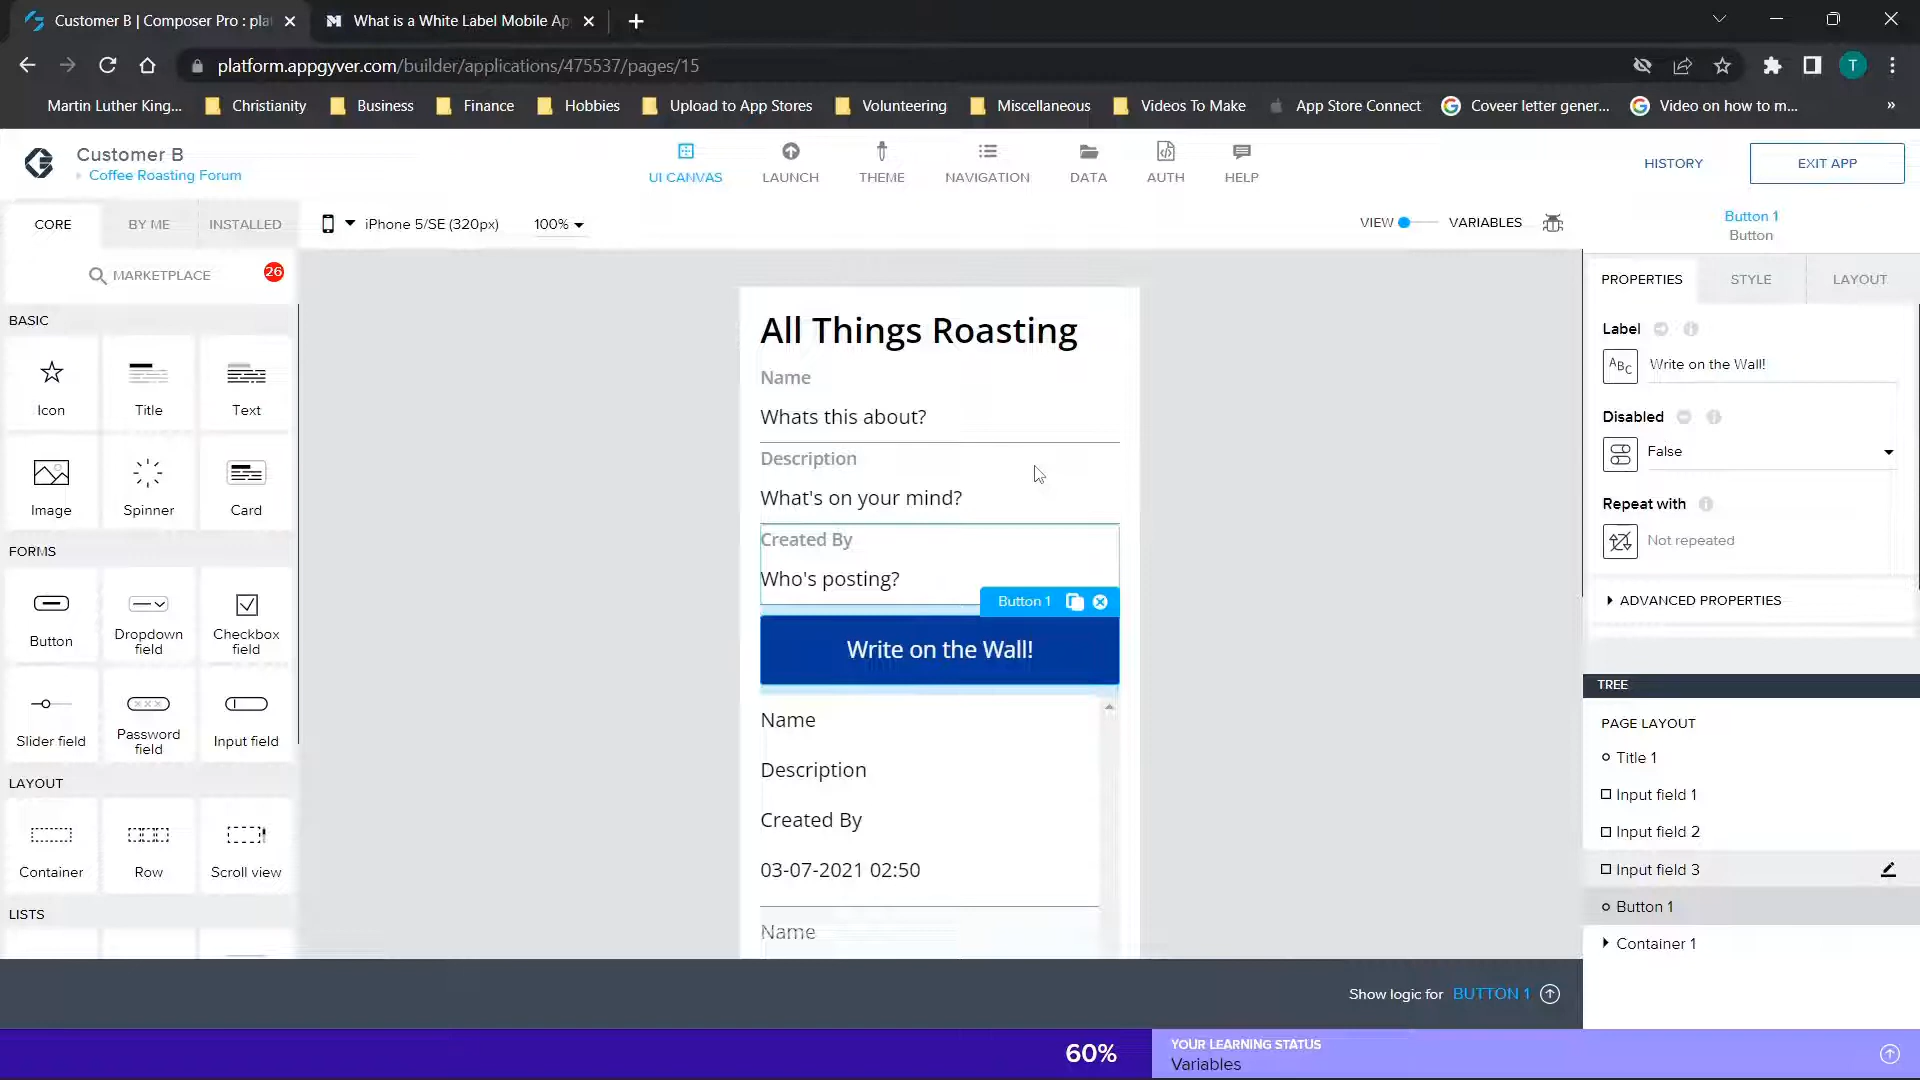 Customer B | Composer Pro : pla
What is a White Label Mobile Ap
platform.appgyver.com/builder/applications/475537/pages/15
T
Martin Luther King...
Christianity
Business
Finance
Hobbies
Upload to App Stores
Volunteering
Miscellaneous
Videos To Make
App Store Connect
Coveer letter gener...
Video on how to m...
»
Customer B
Coffee Roasting Forum
UI CANVAS
LAUNCH
THEME
NAVIGATION
DATA
AUTH
HELP
HISTORY
EXIT APP
CORE
BY ME
INSTALLED
iPhone 5/SE (320px)
100%
VIEW
VARIABLES
Button 1
Button
MARKETPLACE
26
BASIC
Icon
Title
Text
Image
Spinner
Card
FORMS
Button
Dropdown field
Checkbox field
Slider field
Password field
Input field
LAYOUT
Container
Row
Scroll view
LISTS
All Things Roasting
Name
Whats this about?
Description
What's on your mind?
Created By
Who's posting?
Button 1
Write on the Wall!
Name
Description
Created By
03-07-2021 02:50
Name
PROPERTIES
STYLE
LAYOUT
Label
ABC
Write on the Wall!
Disabled
False
Repeat with
Not repeated
ADVANCED PROPERTIES
TREE
PAGE LAYOUT
Title 1
Input field 1
Input field 2
Input field 3
Button 1
Container 1
Show logic for BUTTON 1
60%
YOUR LEARNING STATUS
Variables